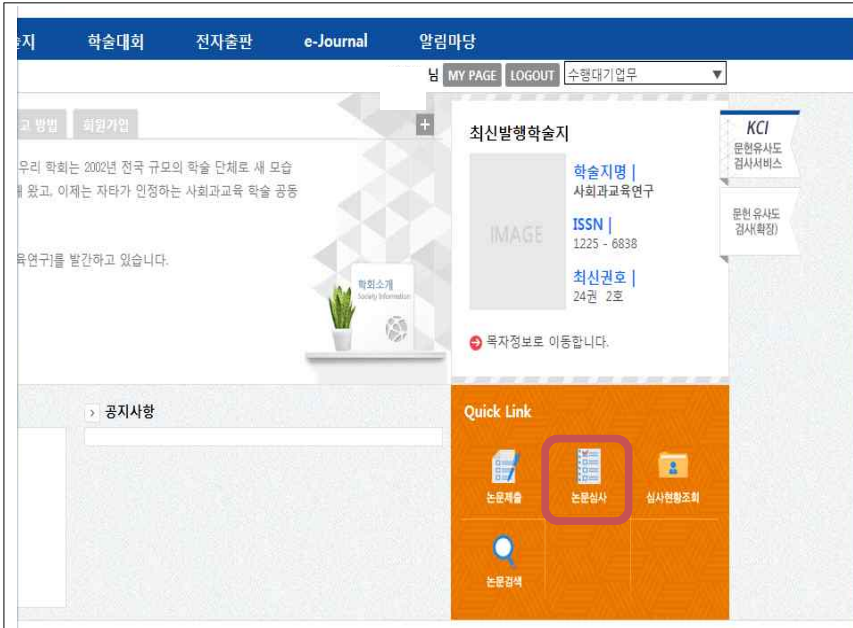 지 학술대회 전자출판 e-Journal 알림마당
님 MY PAGE LOGOUT 수행대기업무 ▼
고 방법 회원가입
우리 학회는 2002년 전국 규모의 학술 단체로 새 모습
왔고, 이제는 자타가 인정하는 사회과교육 학술 공동
육연구]를 발간하고 있습니다.
학회소개
Society Information
최신발행학술지
IMAGE
학술지명 |
사회과교육연구
ISSN |
1225 - 6838
최신권호 |
24권 2호
목차정보로 이동합니다.
KCI
문헌유사도
검사서비스
문헌 유사도
검사(확장)
공지사항
Quick Link
논문제출 논문심사 심사현황조회
논문검색